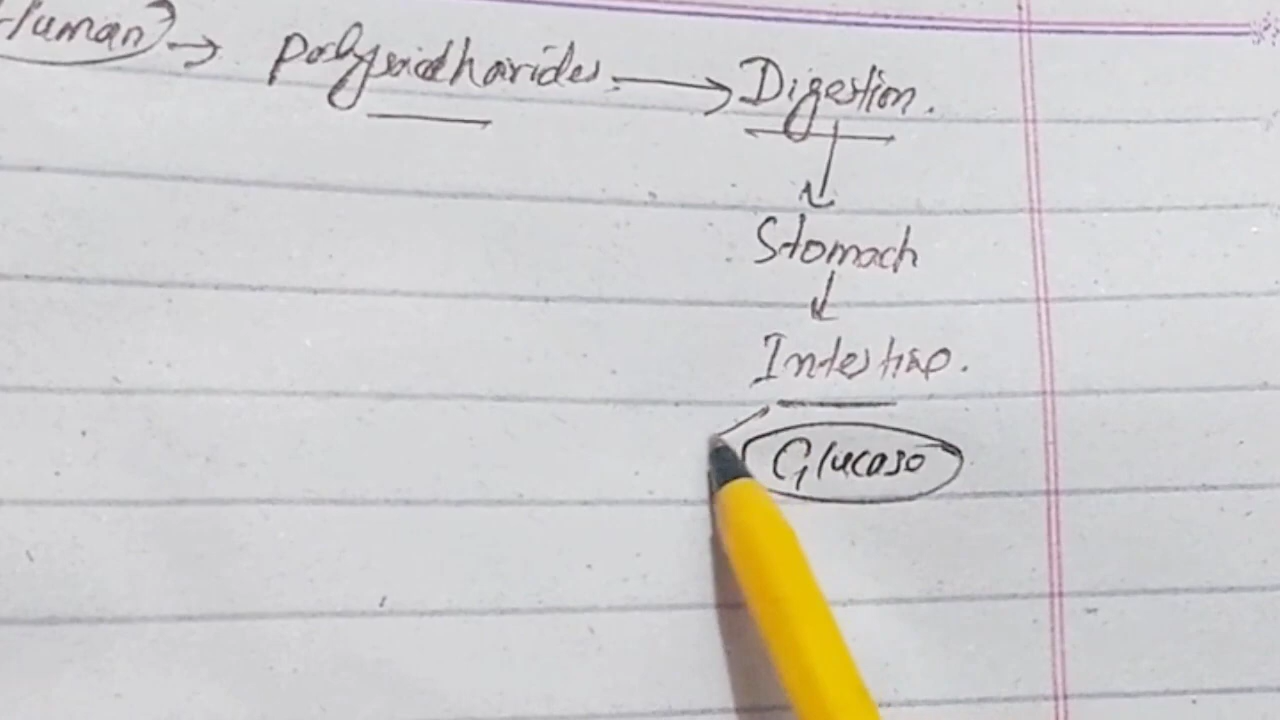 Human → Polysaccharides → Digestion.
↓
Stomach
↓
Intestine.
Glucose